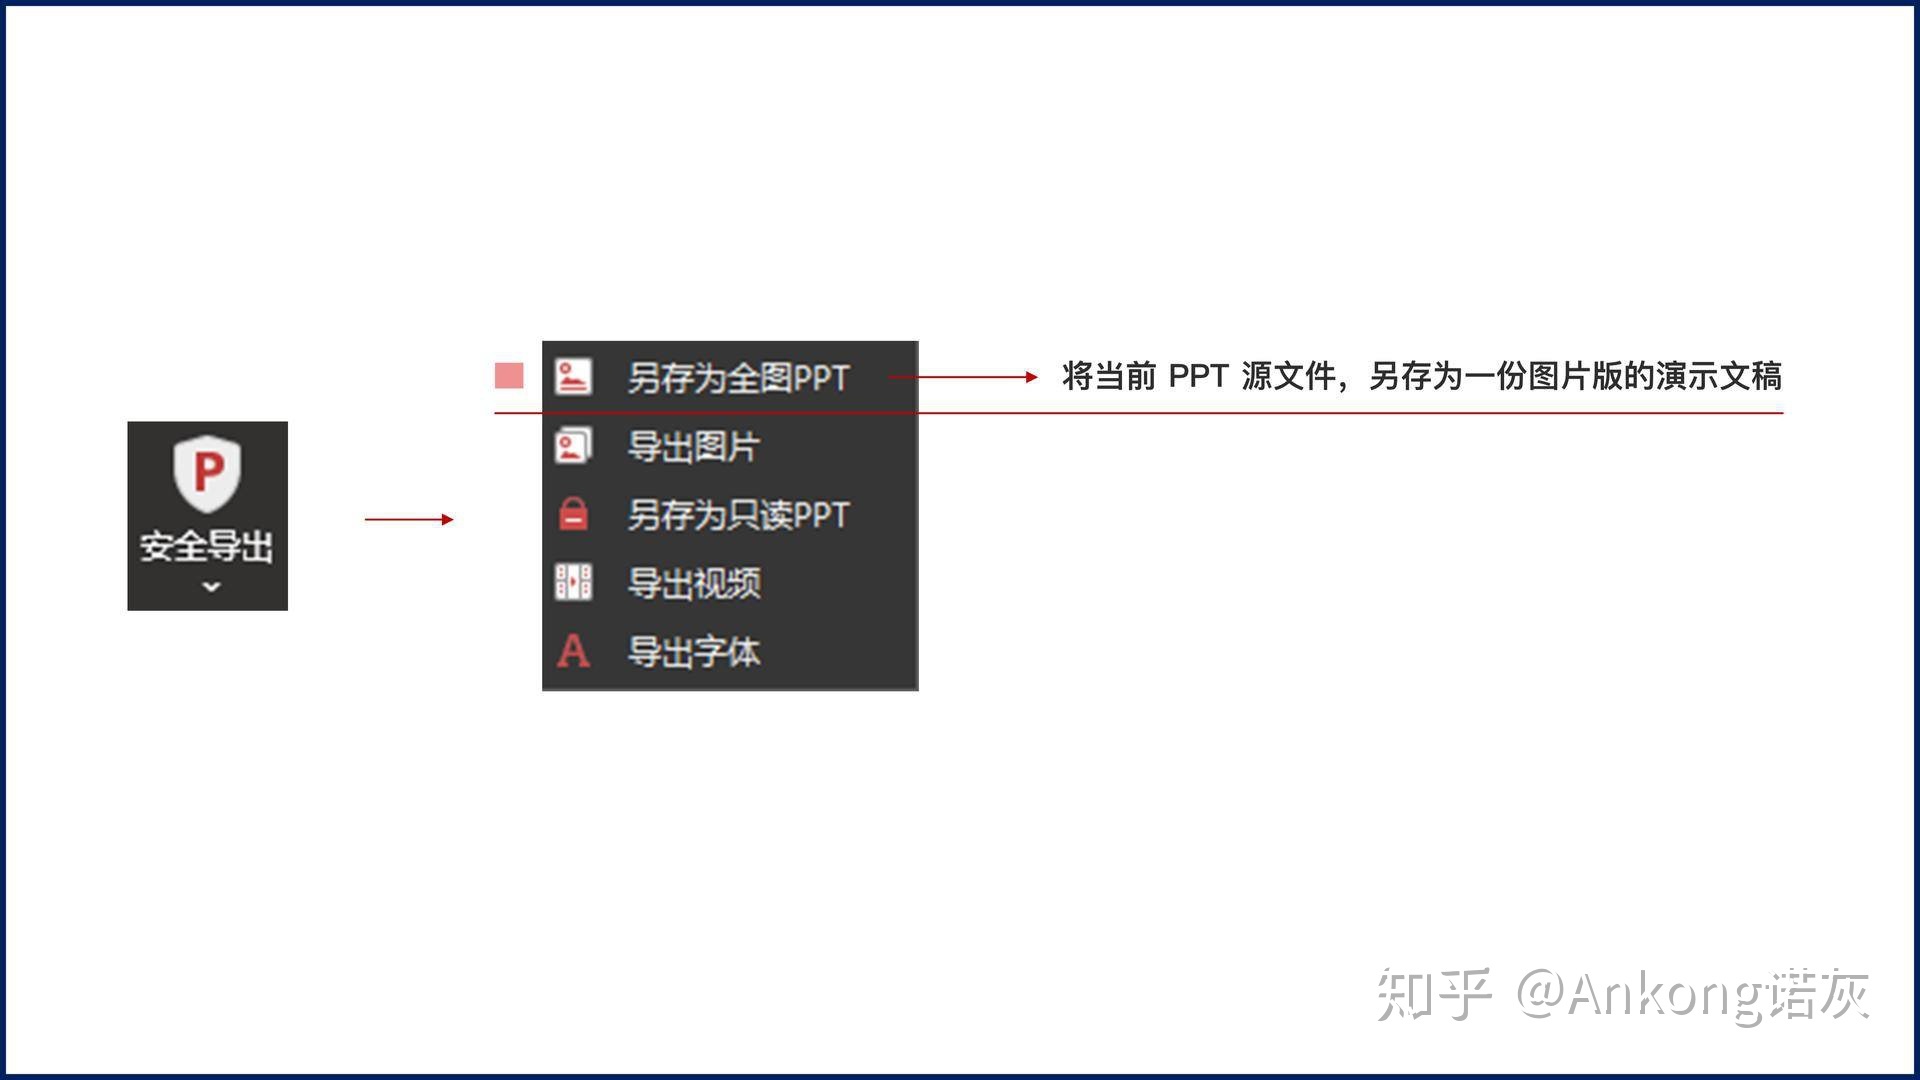 P
安全导出
另存为全图PPT
将当前 PPT 源文件，另存为一份图片版的演示文稿
导出图片
另存为只读PPT
导出视频
A
导出字体
知乎 @Ankong诺灰